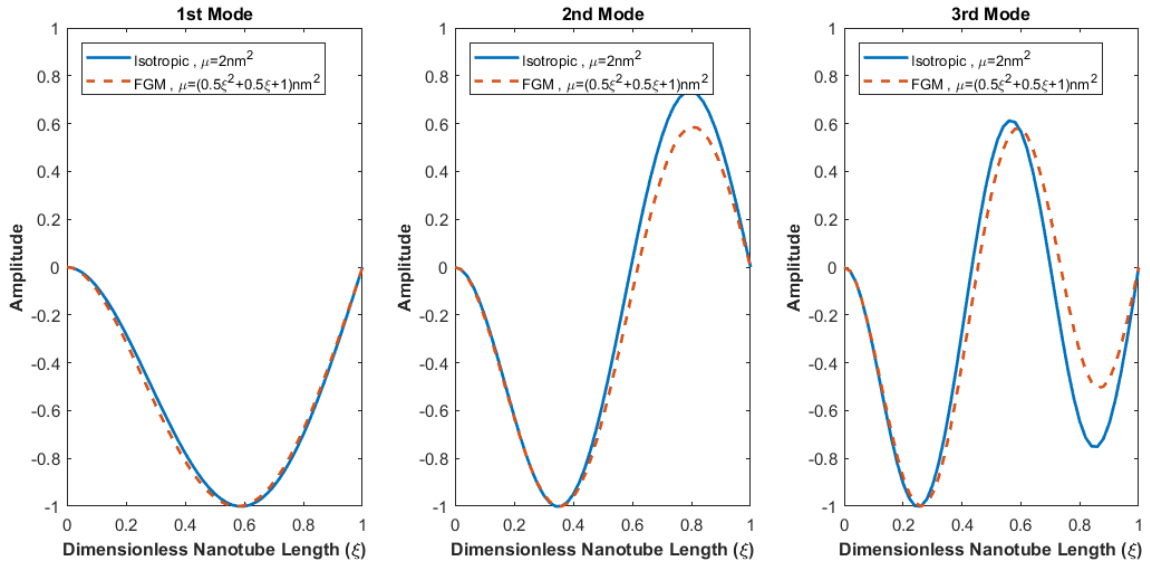 1st Mode
Isotropic , μ=2nm²
FGM , μ=(0.5ξ²+0.5ξ+1)nm²
1
0.8
0.6
0.4
0.2
0
-0.2
-0.4
-0.6
-0.8
-1
Amplitude
0 0.2 0.4 0.6 0.8 1
Dimensionless Nanotube Length (ξ)
2nd Mode
Isotropic , μ=2nm²
FGM , μ=(0.5ξ²+0.5ξ+1)nm²
1
0.8
0.6
0.4
0.2
0
-0.2
-0.4
-0.6
-0.8
-1
Amplitude
0 0.2 0.4 0.6 0.8 1
Dimensionless Nanotube Length (ξ)
3rd Mode
Isotropic , μ=2nm²
FGM , μ=(0.5ξ²+0.5ξ+1)nm²
1
0.8
0.6
0.4
0.2
0
-0.2
-0.4
-0.6
-0.8
-1
Amplitude
0 0.2 0.4 0.6 0.8 1
Dimensionless Nanotube Length (ξ)